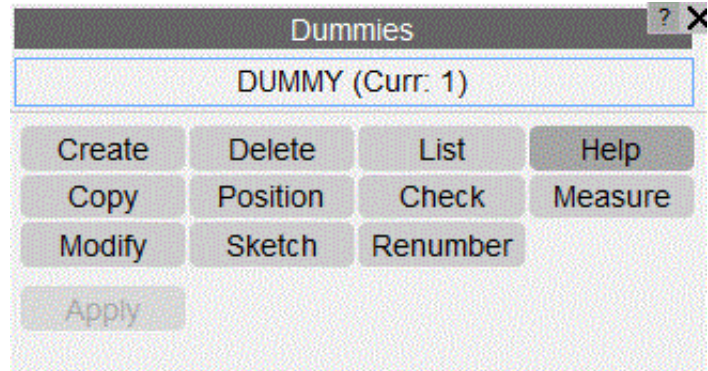 Dummies ?
DUMMY (Curr: 1)
Create Delete List Help
Copy Position Check Measure
Modify Sketch Renumber
Apply